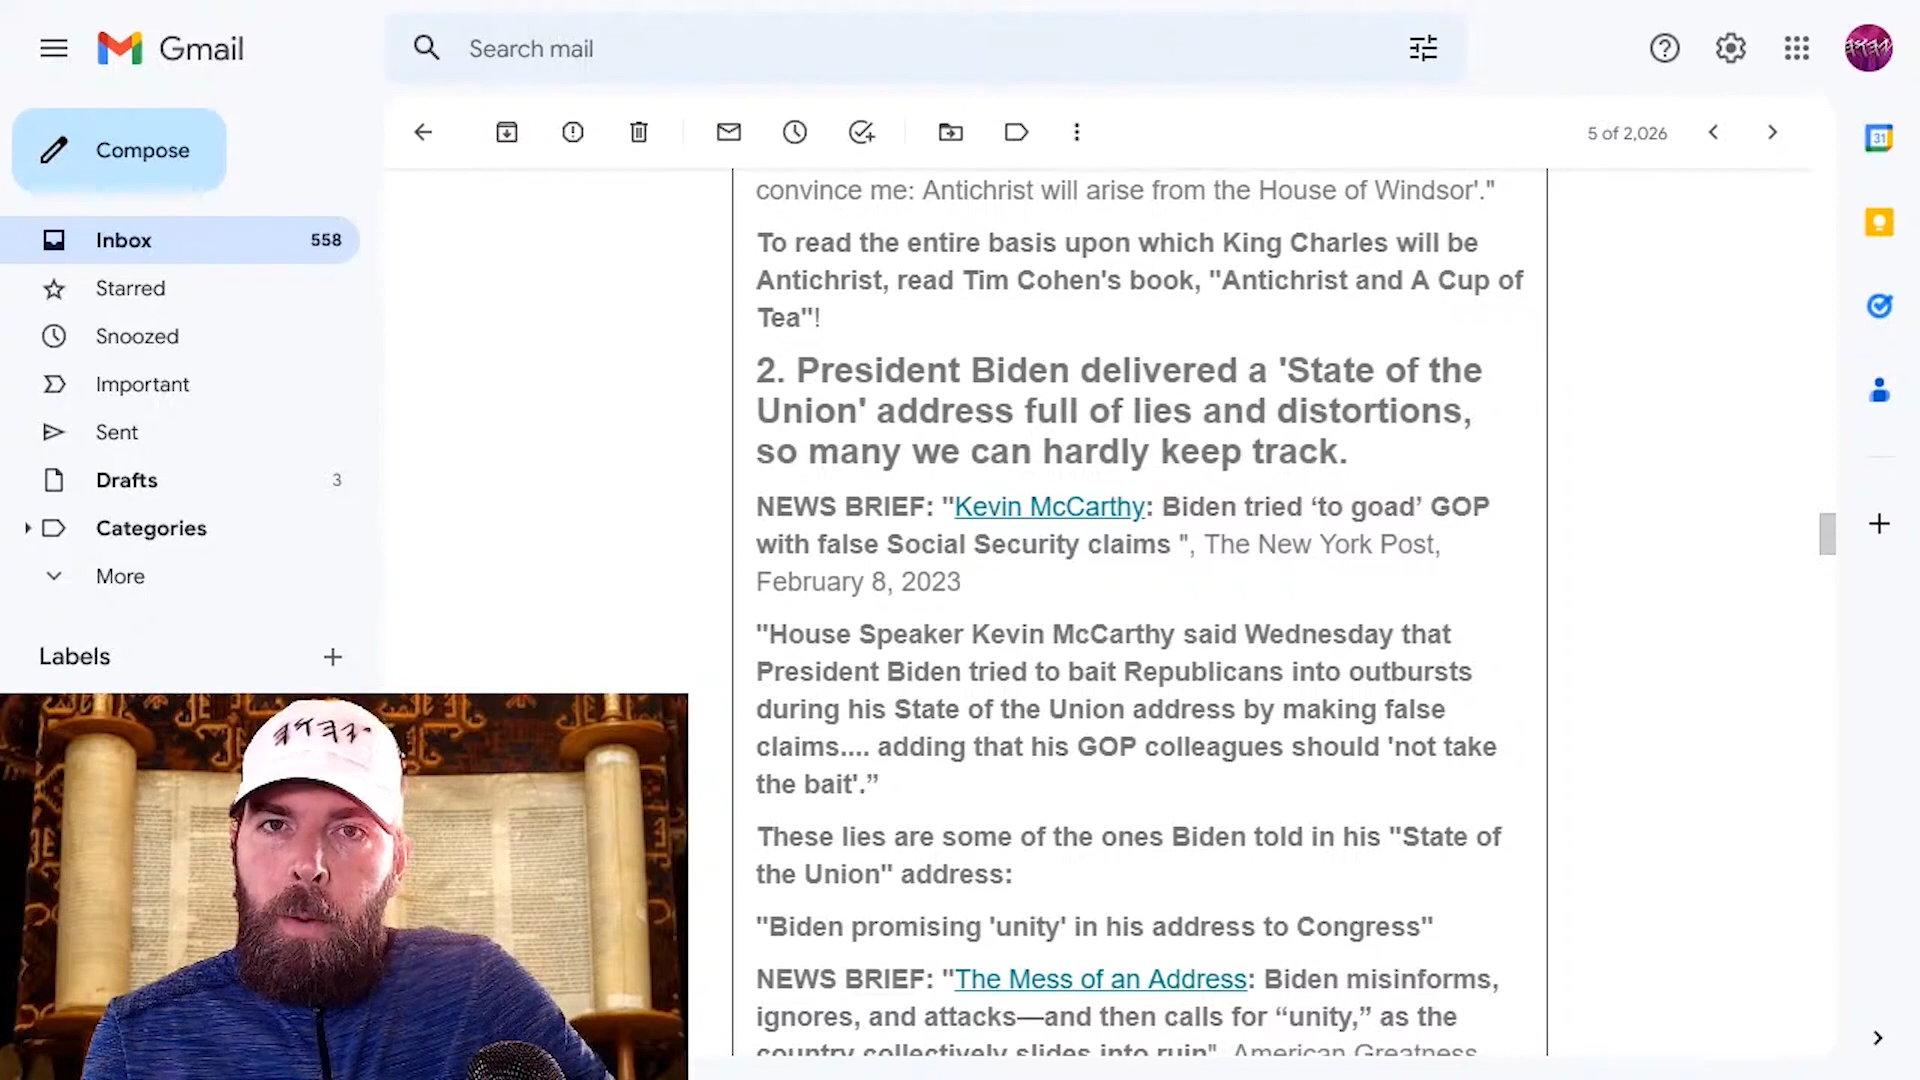 Gmail
Search mail
Compose
5 of 2,026
31
Inbox 558
Starred
Snoozed
Important
Sent
Drafts 3
Categories
More
Labels
convince me: Antichrist will arise from the House of Windsor'."
To read the entire basis upon which King Charles will be
Antichrist, read Tim Cohen's book, "Antichrist and A Cup of
Tea"!
2. President Biden delivered a 'State of the
Union' address full of lies and distortions,
so many we can hardly keep track.
NEWS BRIEF: "Kevin McCarthy: Biden tried ‘to goad’ GOP
with false Social Security claims ", The New York Post,
February 8, 2023
"House Speaker Kevin McCarthy said Wednesday that
President Biden tried to bait Republicans into outbursts
during his State of the Union address by making false
claims.... adding that his GOP colleagues should 'not take
the bait'.”
These lies are some of the ones Biden told in his "State of
the Union" address:
"Biden promising 'unity' in his address to Congress"
NEWS BRIEF: "The Mess of an Address: Biden misinforms,
ignores, and attacks—and then calls for “unity,” as the
country collectively slides into ruin", American Greatness,
𐤉𐤄𐤅𐤄